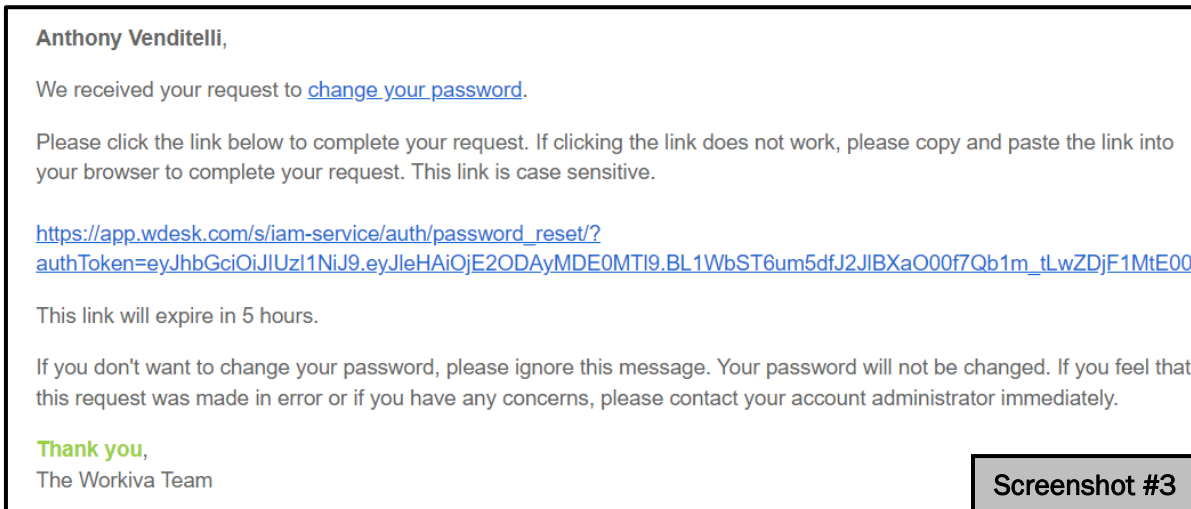 Anthony Venditelli,
We received your request to change your password.
Please click the link below to complete your request. If clicking the link does not work, please copy and paste the link into
your browser to complete your request. This link is case sensitive.
https://app.wdesk.com/s/iam-service/auth/password_reset/?
authToken=eyJhbGciOiJIUzI1NiJ9.eyJleHAiOjE2ODAyMDE0MTl9.BL1WbST6um5dfJ2JlBXaO00f7Qb1m_tLwZDjF1MtE00
This link will expire in 5 hours.
If you don't want to change your password, please ignore this message. Your password will not be changed. If you feel that
this request was made in error or if you have any concerns, please contact your account administrator immediately.
Thank you,
The Workiva Team
Screenshot #3